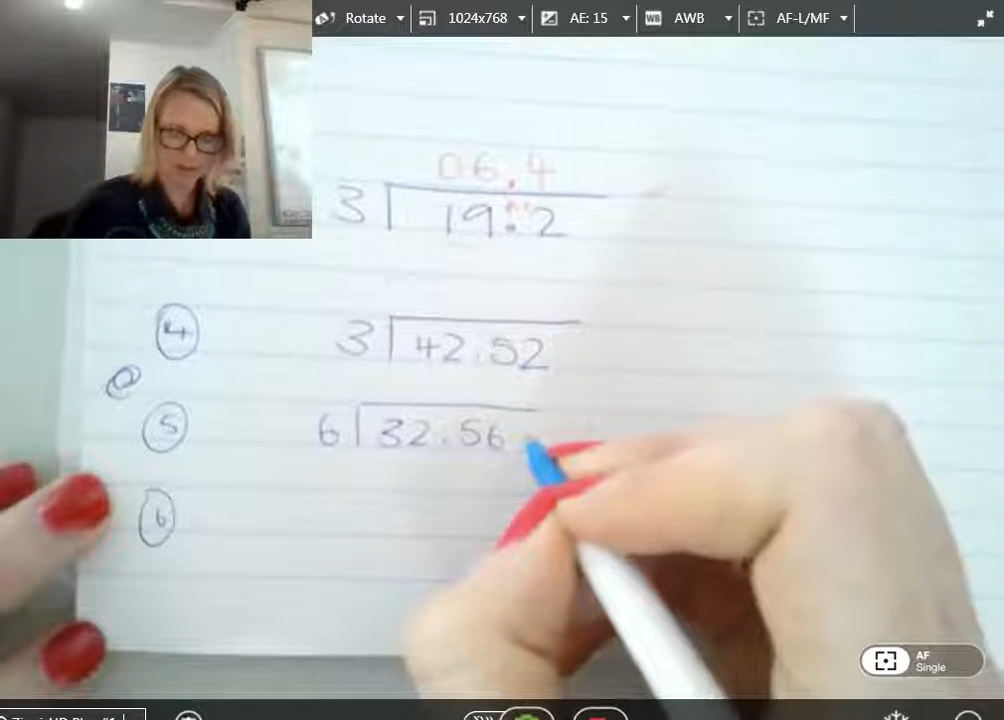 Rotate 1024x768 AE: 15 AWB AF-L/MF
06.4
3 19.2
4 3 42.52
5 6 32.56
6
AF
Single